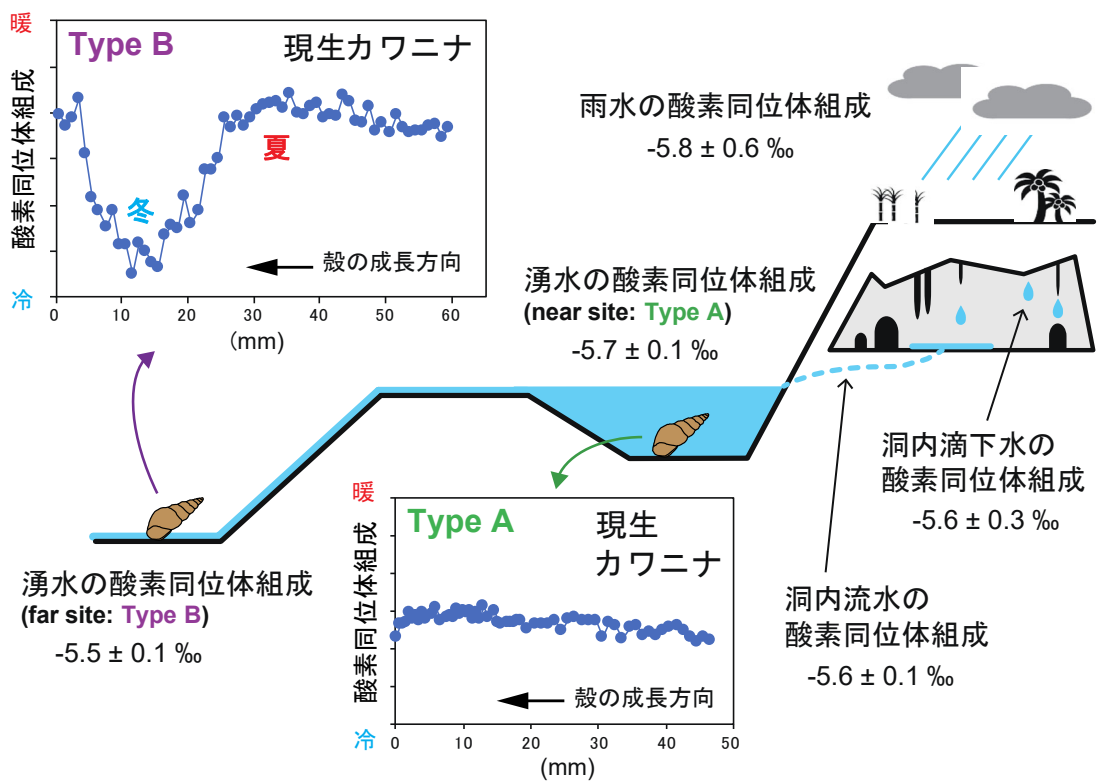 暖
Type B
現生カワニナ
酸素同位体組成
夏
冬
殻の成長方向
冷
0
10
20
30
40
50
60
(mm)
雨水の酸素同位体組成
-5.8 ± 0.6 ‰
湧水の酸素同位体組成
(near site: Type A)
-5.7 ± 0.1 ‰
洞内滴下水の
酸素同位体組成
-5.6 ± 0.3 ‰
洞内流水の
酸素同位体組成
-5.6 ± 0.1 ‰
湧水の酸素同位体組成
(far site: Type B)
-5.5 ± 0.1 ‰
暖
Type A
現生
カワニナ
酸素同位体組成
殻の成長方向
冷
0
10
20
30
40
50
(mm)